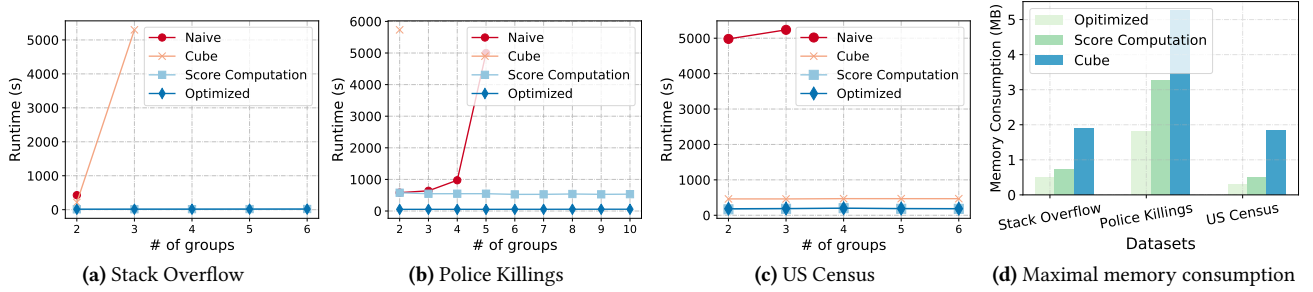 5000
4000
3000
2000
1000
0
Runtime (s)
2 3 4 5 6
# of groups
Naive
Cube
Score Computation
Optimized
(a) Stack Overflow
6000
5000
4000
3000
2000
1000
0
Runtime (s)
2 3 4 5 6 7 8 9 10
# of groups
Naive
Cube
Score Computation
Optimized
(b) Police Killings
5000
4000
3000
2000
1000
0
Runtime (s)
2 3 4 5 6
# of groups
Naive
Cube
Score Computation
Optimized
(c) US Census
5
4
3
2
1
0
Memory Consumption (MB)
Opitimized
Score Computation
Cube
Stack Overflow
Police Killings
US Census
Datasets
(d) Maximal memory consumption